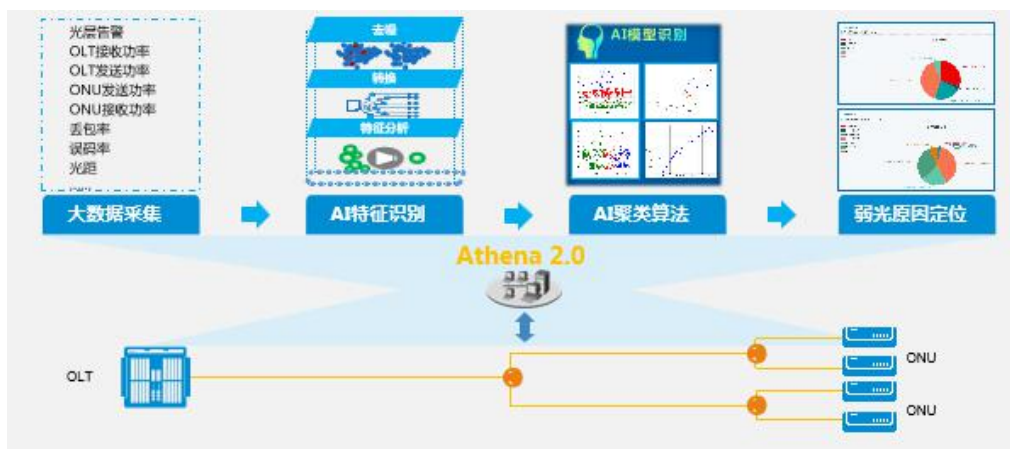 光层告警
OLT接收功率
OLT发送功率
ONU发送功率
ONU接收功率
丢包率
误码率
光距
去噪
转换
特征分析
AI模型识别
大数据采集
AI特征识别
AI聚类算法
弱光原因定位
Athena 2.0
OLT
ONU
ONU